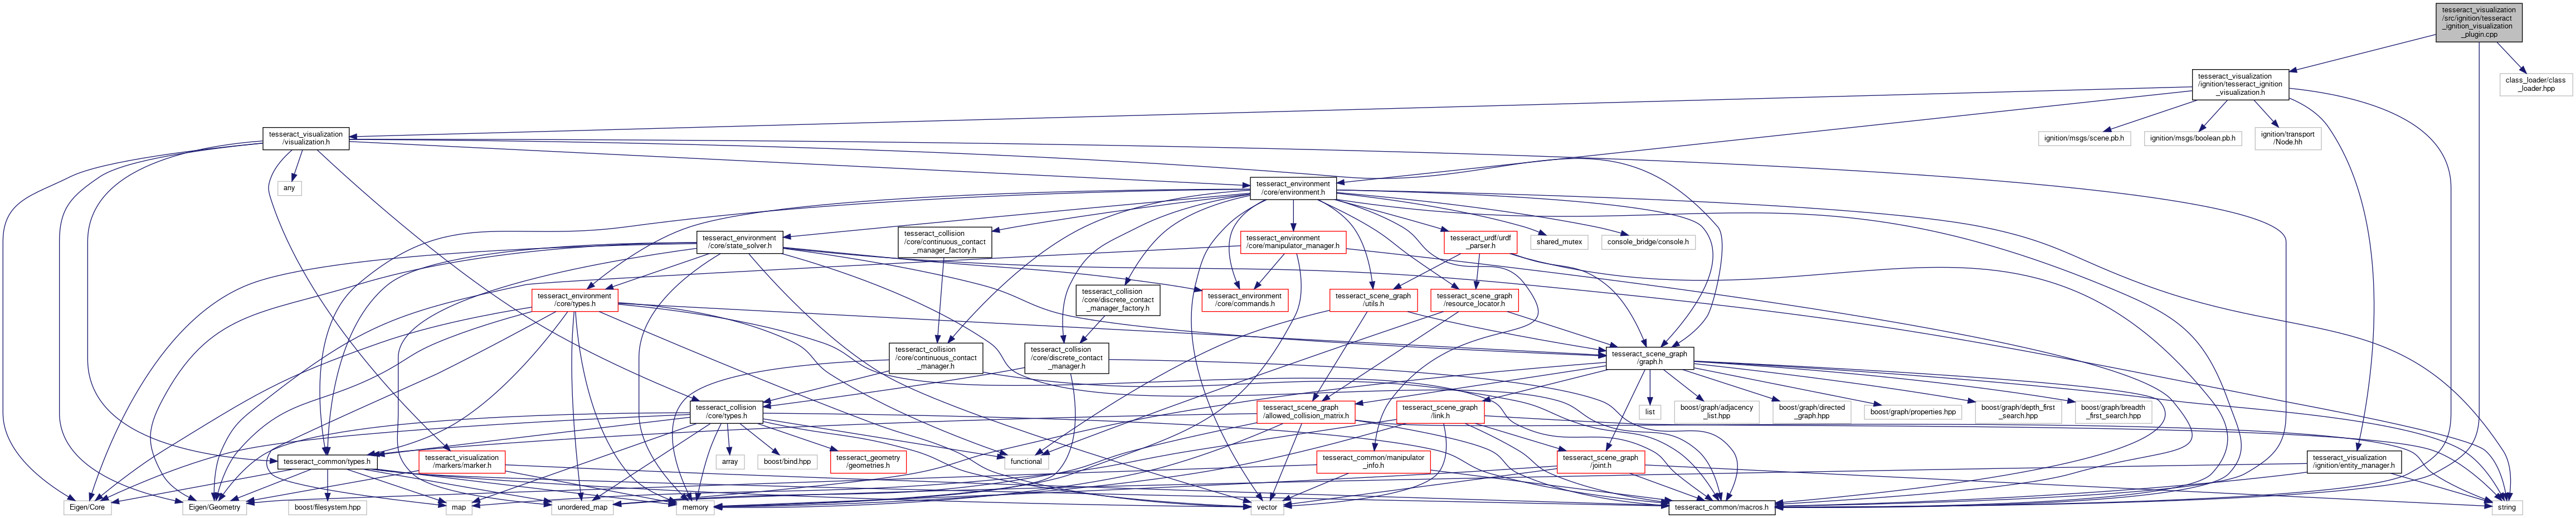 tesseract_visualization
/src/ignition/tesseract
_ignition_visualization
_plugin.cpp
tesseract_visualization
/ignition/tesseract_ignition
_visualization.h
class_loader/class
_loader.hpp
tesseract_visualization
/visualization.h
ignition/msgs/scene.pb.h
ignition/msgs/boolean.pb.h
ignition/transport
/Node.hh
any
tesseract_environment
/core/environment.h
tesseract_environment
/core/state_solver.h
tesseract_collision
/core/continuous_contact
_manager_factory.h
tesseract_environment
/core/manipulator_manager.h
tesseract_urdf/urdf
_parser.h
shared_mutex
console_bridge/console.h
tesseract_environment
/core/types.h
tesseract_collision
/core/discrete_contact
_manager_factory.h
tesseract_environment
/core/commands.h
tesseract_scene_graph
/utils.h
tesseract_scene_graph
/resource_locator.h
tesseract_collision
/core/continuous_contact
_manager.h
tesseract_collision
/core/discrete_contact
_manager.h
tesseract_scene_graph
/graph.h
tesseract_collision
/core/types.h
tesseract_scene_graph
/allowed_collision_matrix.h
tesseract_scene_graph
/link.h
list
boost/graph/adjacency
_list.hpp
boost/graph/directed
_graph.hpp
boost/graph/properties.hpp
boost/graph/depth_first
_search.hpp
boost/graph/breadth
_first_search.hpp
tesseract_common/types.h
tesseract_visualization
/markers/marker.h
array
boost/bind.hpp
tesseract_geometry
/geometries.h
functional
tesseract_common/manipulator
_info.h
tesseract_scene_graph
/joint.h
tesseract_visualization
/ignition/entity_manager.h
Eigen/Core
Eigen/Geometry
boost/filesystem.hpp
map
unordered_map
memory
vector
tesseract_common/macros.h
string